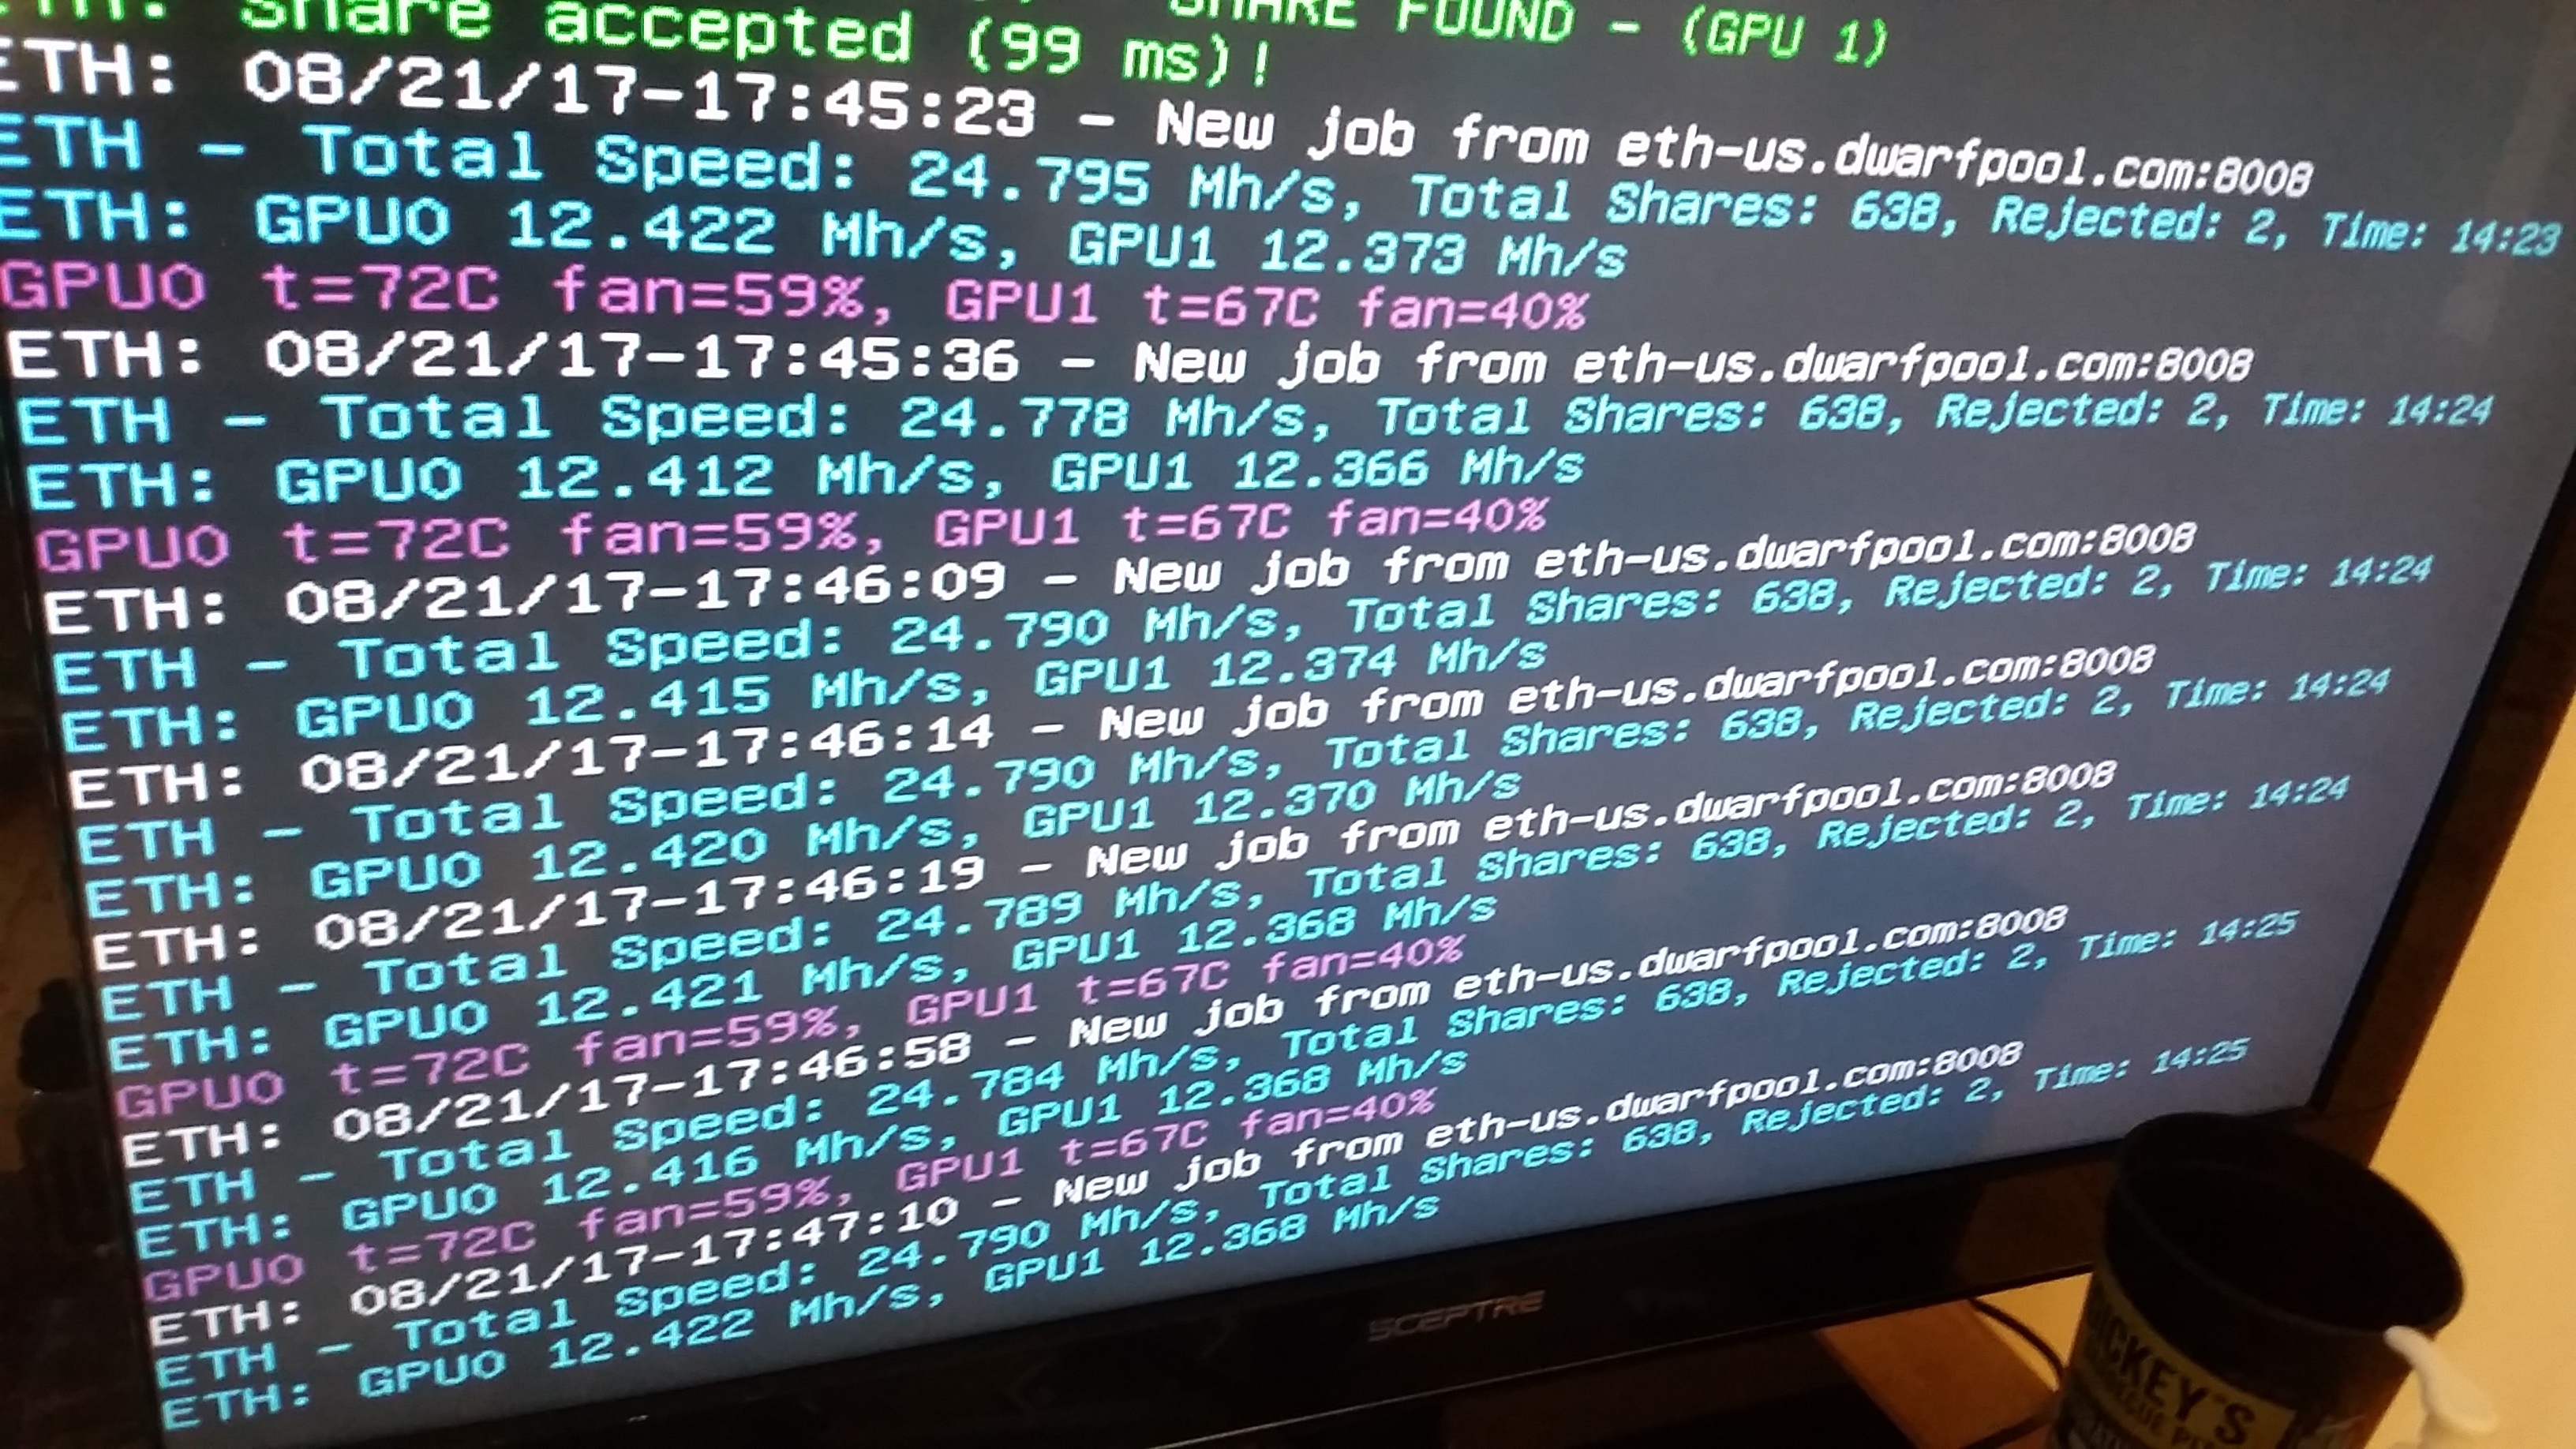 Share accepted (99 ms)!
SHARE FOUND - (GPU 1)
ETH: 08/21/17-17:45:23 - New job from eth-us.dwarfpool.com:8008
ETH - Total Speed: 24.795 Mh/s, Total Shares: 638, Rejected: 2, Time: 14:23
ETH: GPU0 12.422 Mh/s, GPU1 12.373 Mh/s
GPU0 t=72C fan=59%, GPU1 t=67C fan=40%
ETH: 08/21/17-17:45:36 - New job from eth-us.dwarfpool.com:8008
ETH - Total Speed: 24.778 Mh/s, Total Shares: 638, Rejected: 2, Time: 14:24
ETH: GPU0 12.412 Mh/s, GPU1 12.366 Mh/s
GPU0 t=72C fan=59%, GPU1 t=67C fan=40%
ETH: 08/21/17-17:46:09 - New job from eth-us.dwarfpool.com:8008
ETH - Total Speed: 24.790 Mh/s, Total Shares: 638, Rejected: 2, Time: 14:24
ETH: GPU0 12.415 Mh/s, GPU1 12.374 Mh/s
ETH: 08/21/17-17:46:14 - New job from eth-us.dwarfpool.com:8008
ETH - Total Speed: 24.790 Mh/s, Total Shares: 638, Rejected: 2, Time: 14:24
ETH: GPU0 12.420 Mh/s, GPU1 12.370 Mh/s
ETH: 08/21/17-17:46:19 - New job from eth-us.dwarfpool.com:8008
ETH - Total Speed: 24.789 Mh/s, Total Shares: 638, Rejected: 2, Time: 14:24
ETH: GPU0 12.421 Mh/s, GPU1 12.368 Mh/s
GPU0 t=72C fan=59%, GPU1 t=67C fan=40%
ETH: 08/21/17-17:46:58 - New job from eth-us.dwarfpool.com:8008
ETH - Total Speed: 24.784 Mh/s, Total Shares: 638, Rejected: 2, Time: 14:25
ETH: GPU0 12.416 Mh/s, GPU1 12.368 Mh/s
GPU0 t=72C fan=59%, GPU1 t=67C fan=40%
ETH: 08/21/17-17:47:10 - New job from eth-us.dwarfpool.com:8008
ETH - Total Speed: 24.790 Mh/s, Total Shares: 638, Rejected: 2, Time: 14:25
ETH: GPU0 12.422 Mh/s, GPU1 12.368 Mh/s
SCEPTRE